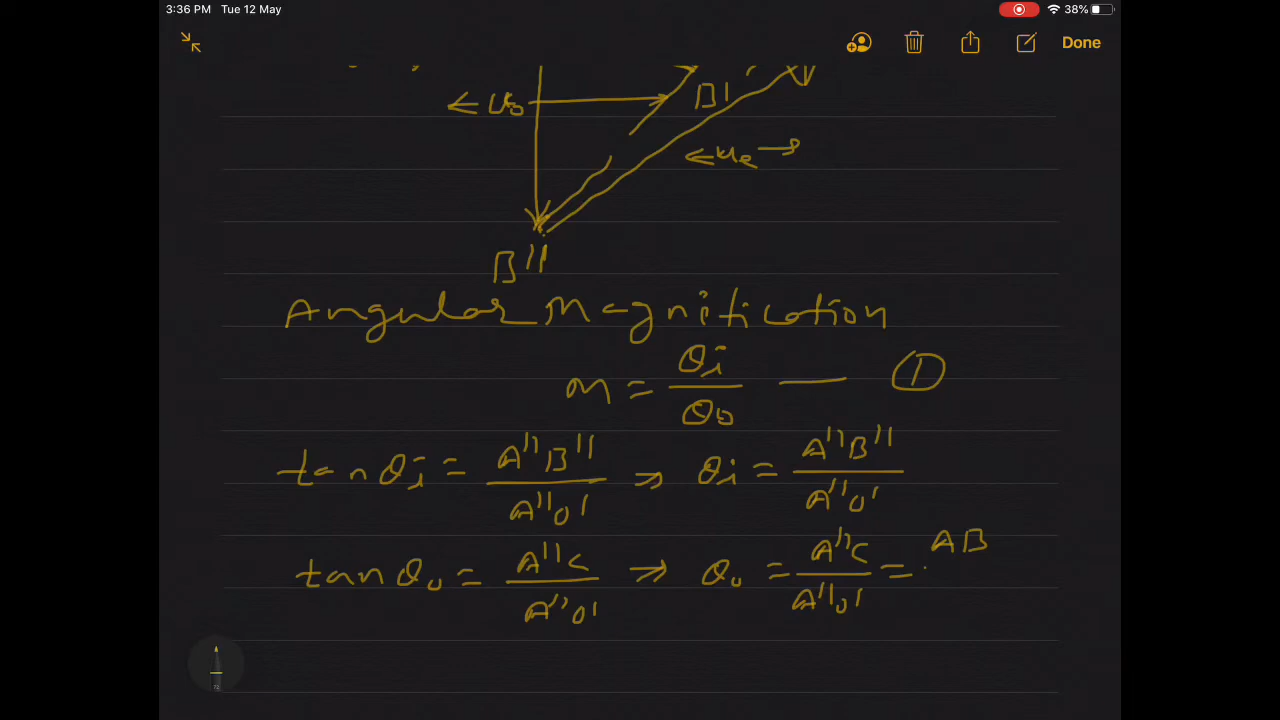 3:36 PM Tue 12 May 38%
Done
B'
← u₀
← uₑ →
B''
Angular Magnification
m = θi / θ₀ — ①
tan θi = A''B'' / A''O' ⇒ θi = A''B'' / A''O'
tan θ₀ = A''C / A''O' ⇒ θ₀ = A''C / A''O' = AB